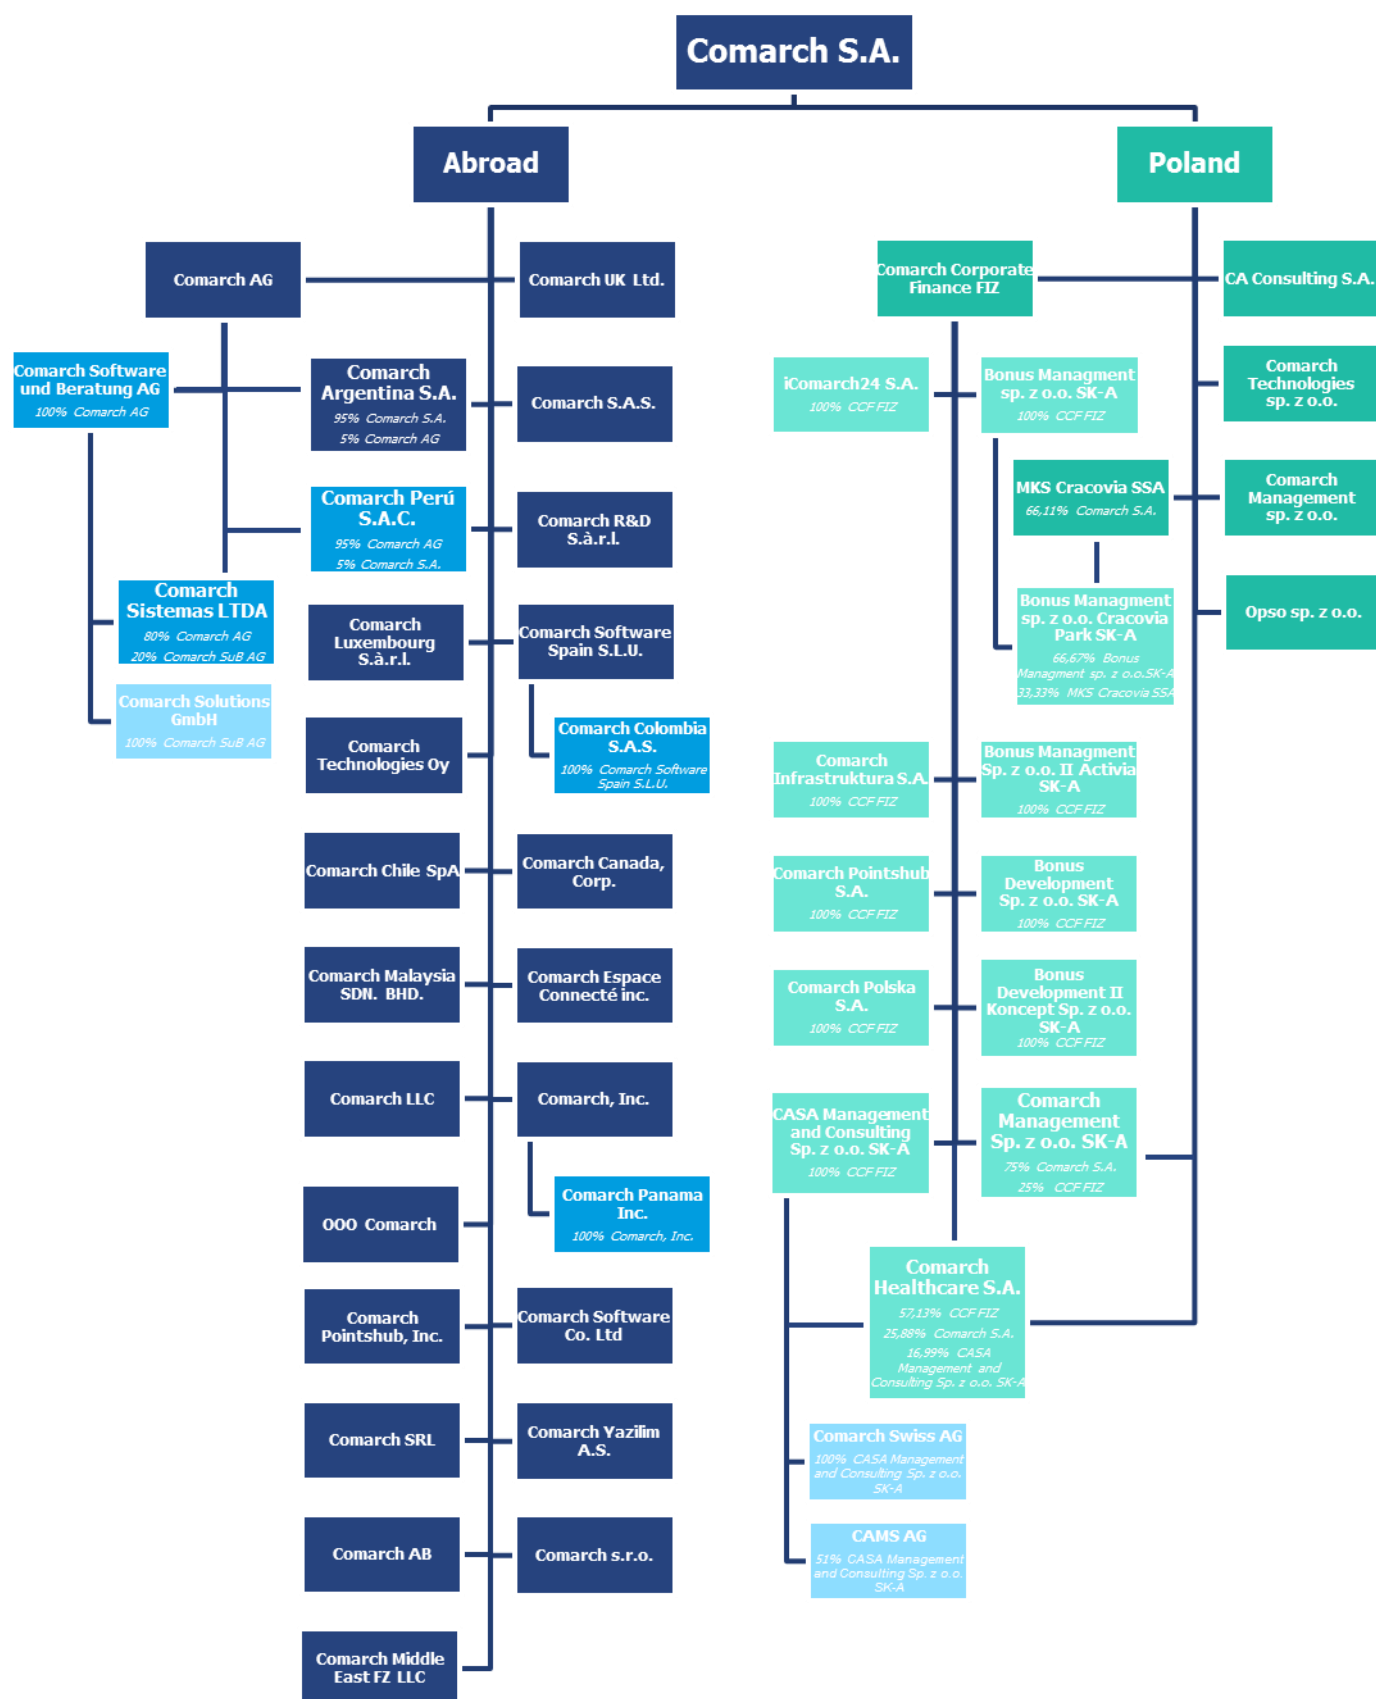 Comarch S.A.
Abroad
Poland
Comarch AG
Comarch UK Ltd.
Comarch Software
und Beratung AG
100% Comarch AG
Comarch
Argentina S.A.
95% Comarch S.A.
5% Comarch AG
Comarch S.A.S.
Comarch Perú
S.A.C.
95% Comarch AG
5% Comarch S.A.
Comarch R&D
S.à.r.l.
Comarch
Sistemas LTDA
80% Comarch AG
20% Comarch SuB AG
Comarch
Luxembourg
S.à.r.l.
Comarch Software
Spain S.L.U.
Comarch Solutions
GmbH
100% Comarch SuB AG
Comarch
Technologies Oy
Comarch Colombia
S.A.S.
100% Comarch Software
Spain S.L.U.
Comarch Chile SpA
Comarch Canada,
Corp.
Comarch Malaysia
SDN. BHD.
Comarch Espace
Connecté inc.
Comarch LLC
Comarch, Inc.
OOO Comarch
Comarch Panama
Inc.
100% Comarch, Inc.
Comarch
Pointshub, Inc.
Comarch Software
Co. Ltd
Comarch SRL
Comarch Yazilim
A.S.
Comarch AB
Comarch s.r.o.
Comarch Middle
East FZ LLC
Comarch Corporate
Finance FIZ
CA Consulting S.A.
iComarch24 S.A.
100% CCF FIZ
Bonus Managment
sp. z o.o. SK-A
100% CCF FIZ
Comarch
Technologies
sp. z o.o.
MKS Cracovia SSA
66,11% Comarch S.A.
Comarch
Management
sp. z o.o.
Bonus Managment
sp. z o.o. Cracovia
Park SK-A
66,67% Bonus
Managment sp. z o.o.SK-A
33,33% MKS Cracovia SSA
Opso sp. z o.o.
Comarch
Infrastruktura S.A.
100% CCF FIZ
Bonus Managment
Sp. z o.o. II Activia
SK-A
100% CCF FIZ
Comarch Pointshub
S.A.
100% CCF FIZ
Bonus
Development
Sp. z o.o. SK-A
100% CCF FIZ
Comarch Polska
S.A.
100% CCF FIZ
Bonus
Development II
Koncept Sp. z o.o.
SK-A
100% CCF FIZ
CASA Management
and Consulting
Sp. z o.o. SK-A
100% CCF FIZ
Comarch
Management
Sp. z o.o. SK-A
75% Comarch S.A.
25% CCF FIZ
Comarch
Healthcare S.A.
57,13% CCF FIZ
25,88% Comarch S.A.
16,99% CASA
Management and
Consulting Sp. z o.o. SK-A
Comarch Swiss AG
100% CASA Management
and Consulting Sp. z o.o.
SK-A
CAMS AG
51% CASA Management
and Consulting Sp. z o.o.
SK-A